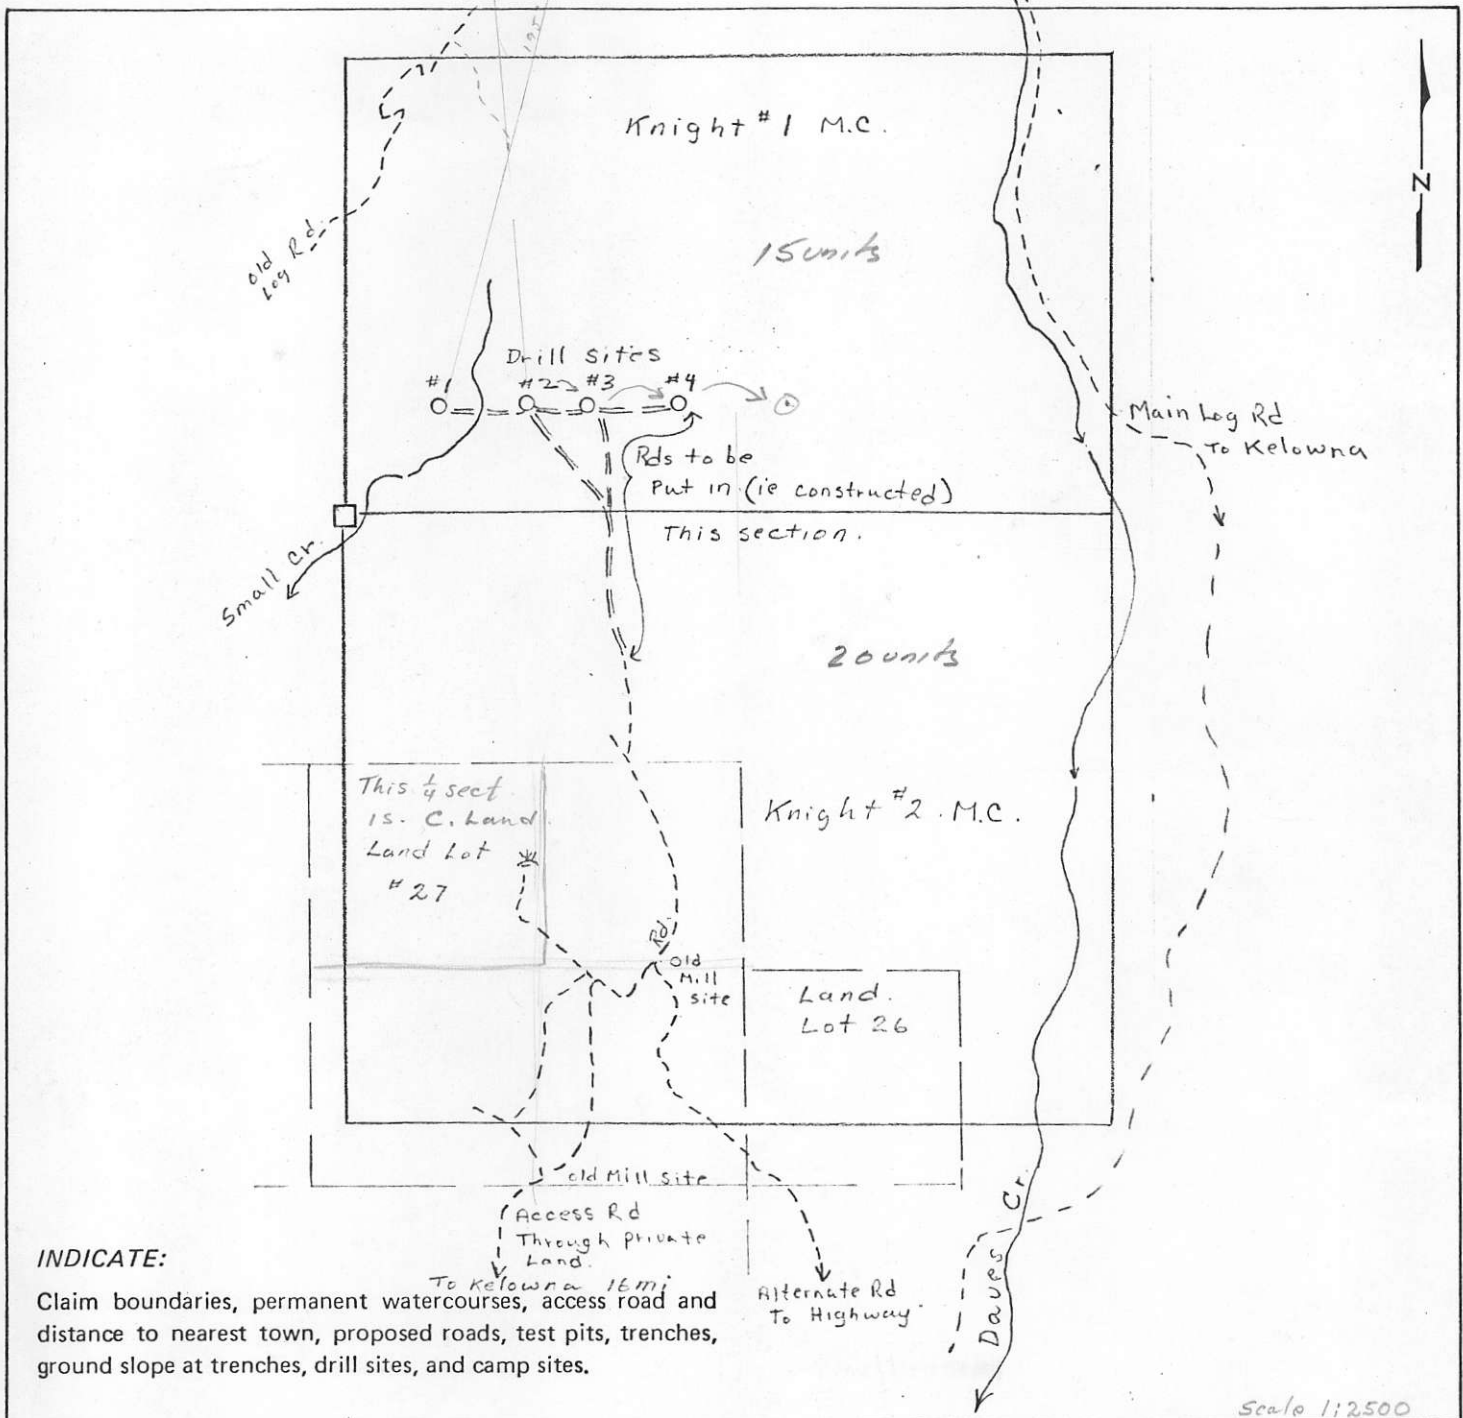 Knight #1 M.C.
N
15 units
Old
Log Rd.
Drill sites
#1
#2
#3
#4
Main Log Rd
To Kelowna
Rds to be
Put in (ie constructed)
This section.
Small Cr.
20 units
This 1/4 sect
is. C. Land
Land Lot
#27
Knight #2. M.C.
Rd.
Old
Mill
site
Land.
Lot 26
Old Mill site
Access Rd
Through private
Land.
To Kelowna 16 mi
Alternate Rd
To Highway.
Daves Cr.
INDICATE:
Claim boundaries, permanent watercourses, access road and
distance to nearest town, proposed roads, test pits, trenches,
ground slope at trenches, drill sites, and camp sites.
Scale 1:2500